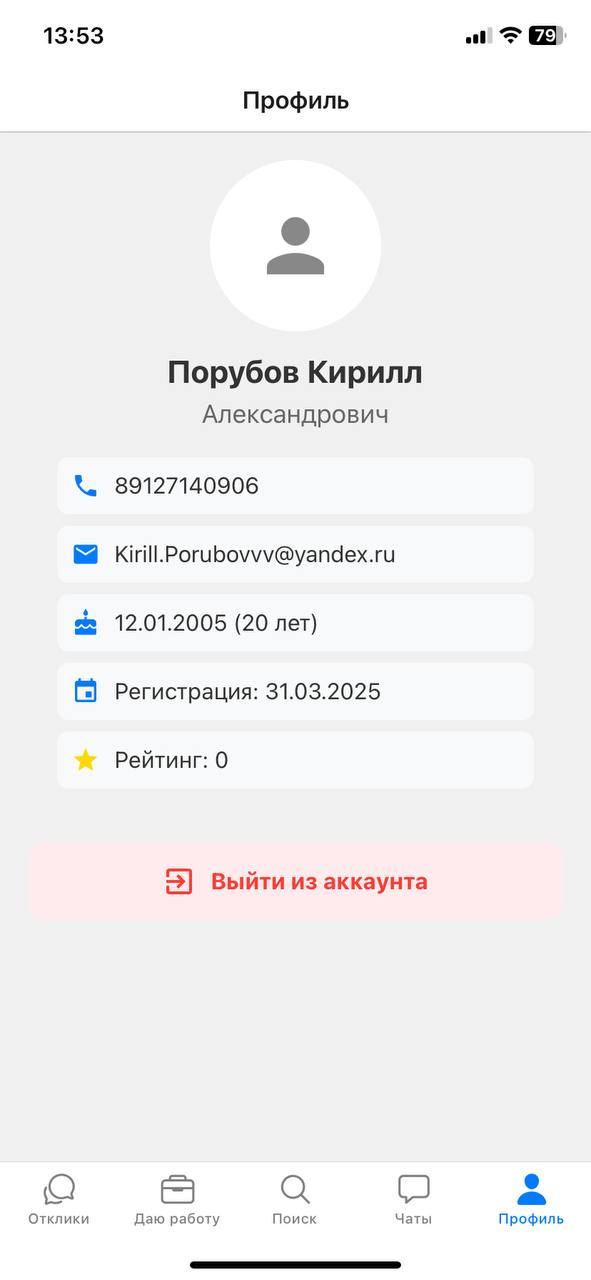 13:53
79
Профиль
Порубов Кирилл
Александрович
89127140906
Kirill.Porubovvv@yandex.ru
12.01.2005 (20 лет)
Регистрация: 31.03.2025
Рейтинг: 0
Выйти из аккаунта
Отклики
Даю работу
Поиск
Чаты
Профиль